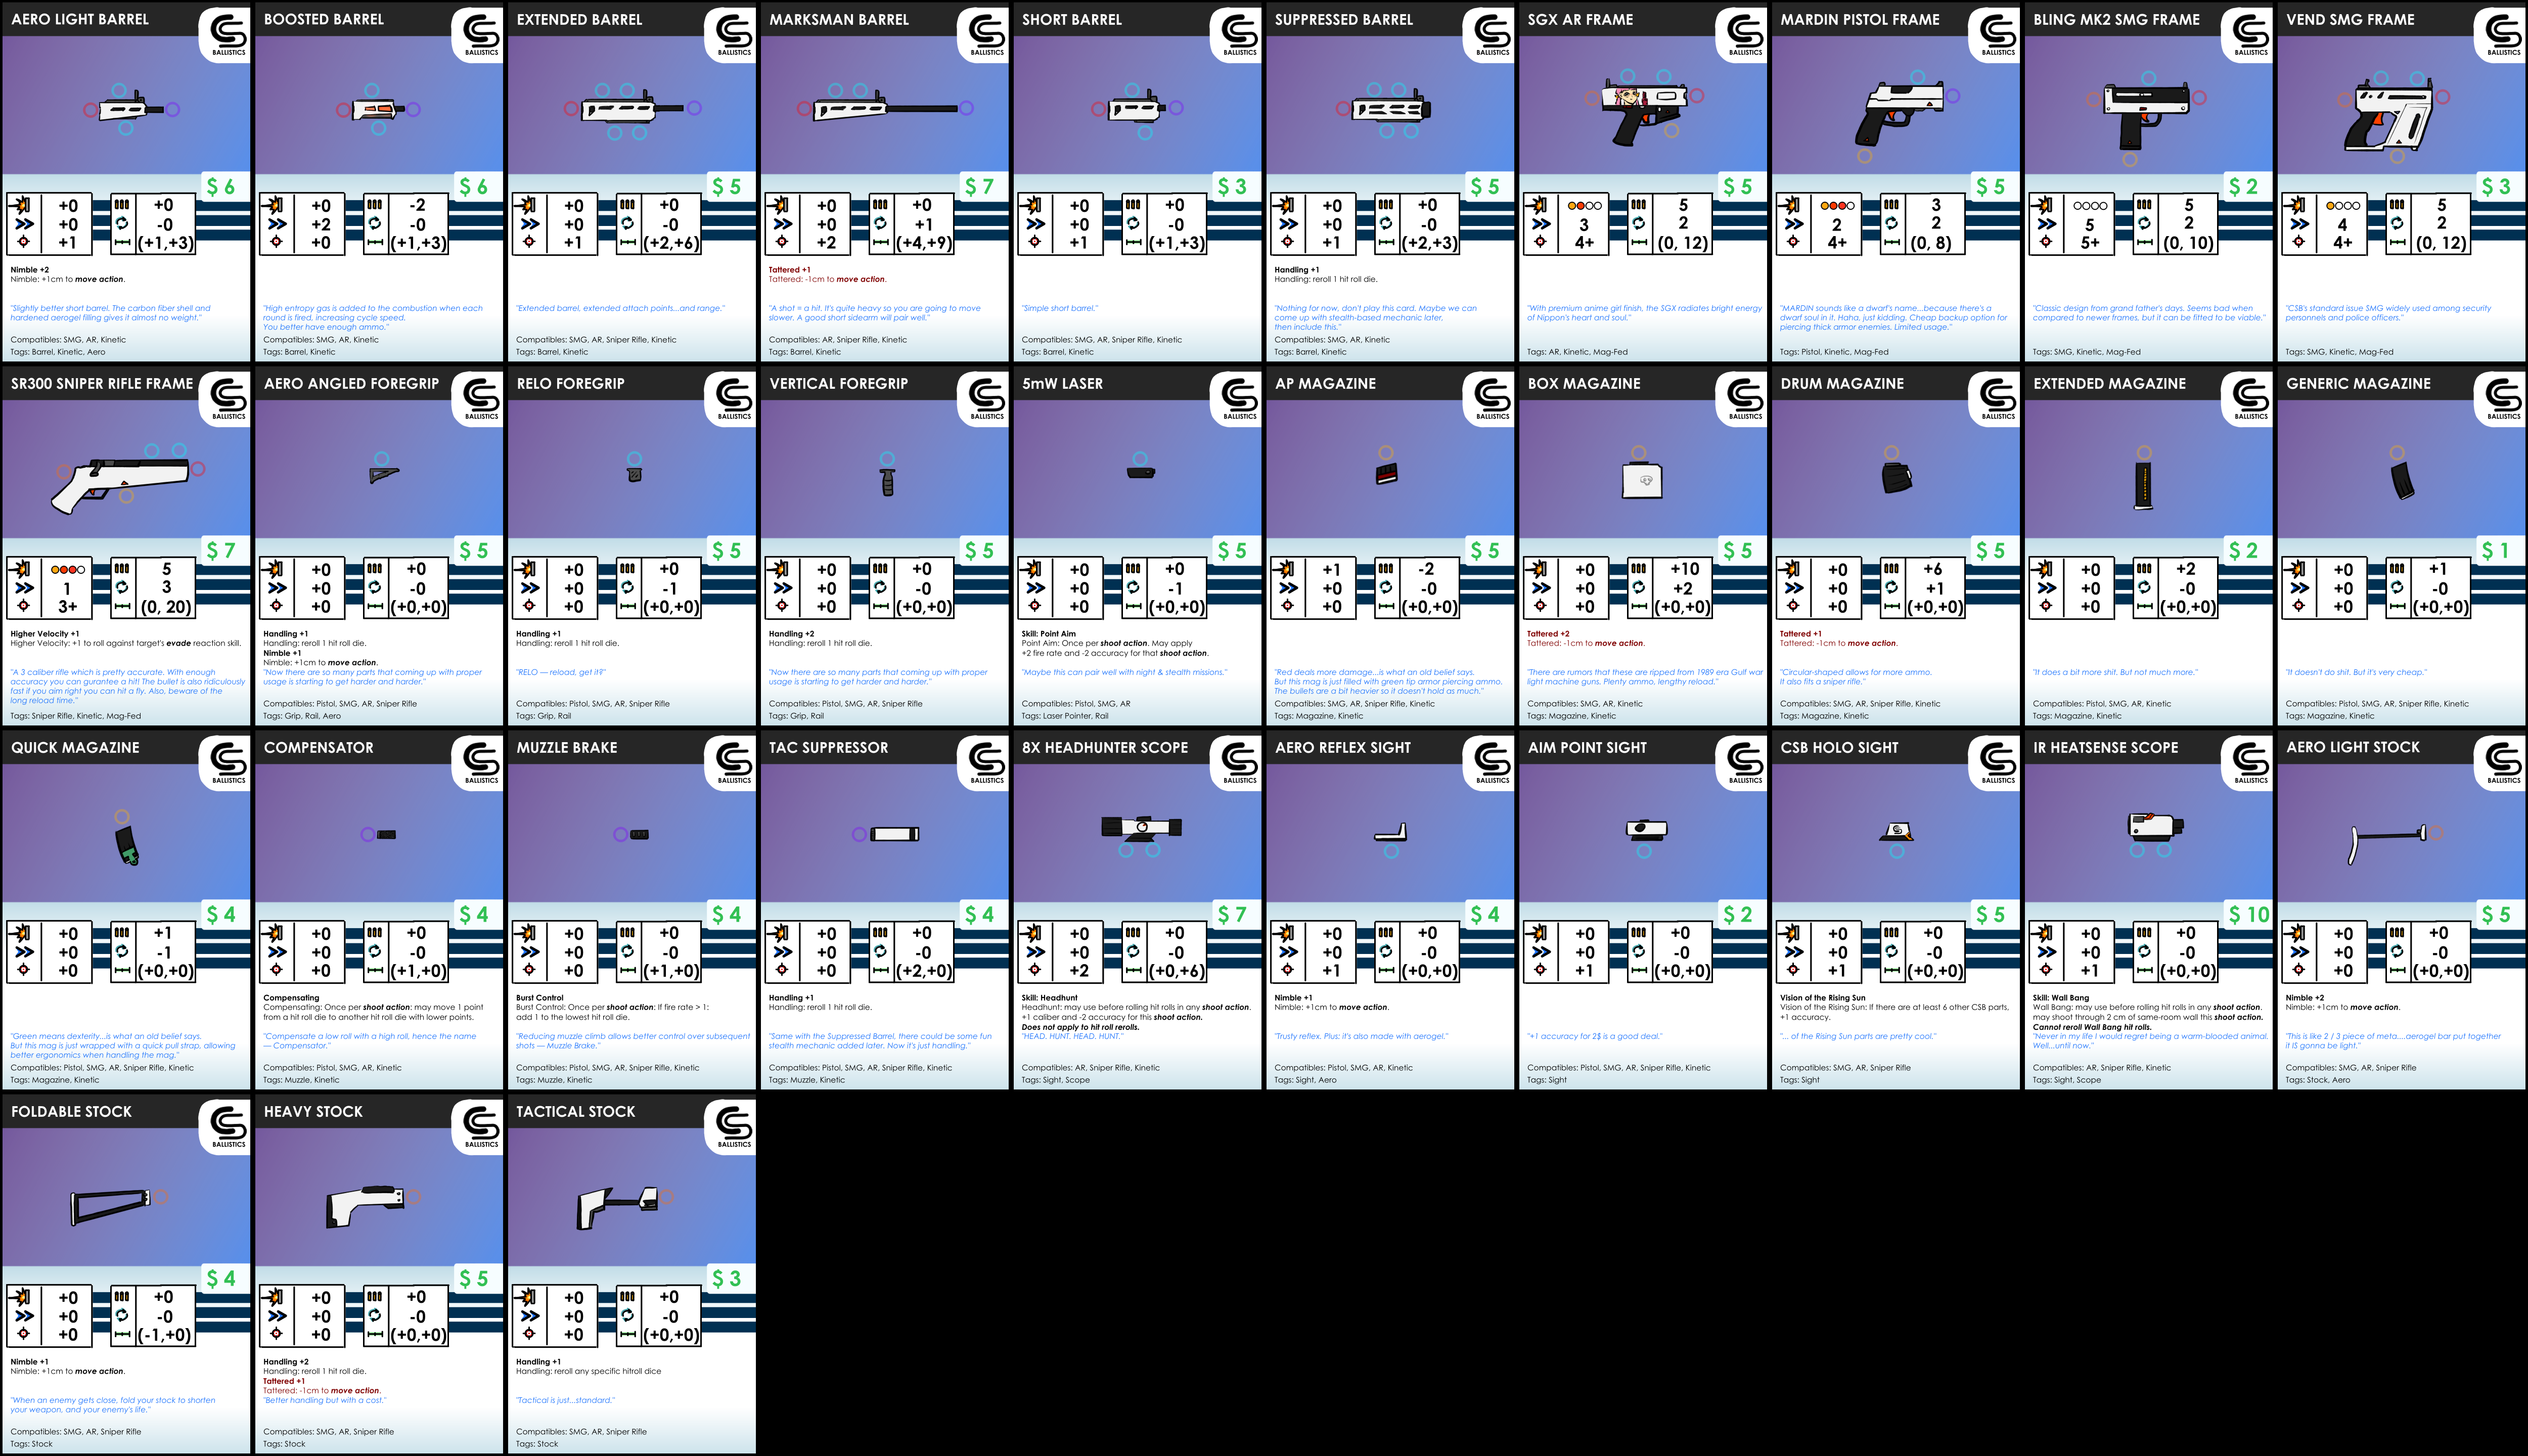 AERO LIGHT BARREL
BALLISTICS
$ 6
+0
+0
+1
+0
-0
(+1,+3)
Nimble +2
Nimble: +1cm to move action.
"Slightly better short barrel. The carbon fiber shell and
hardened aerogel filling gives it almost no weight."
Compatibles: SMG, AR, Kinetic
Tags: Barrel, Kinetic, Aero
BOOSTED BARREL
BALLISTICS
$ 6
+0
+2
+0
-2
-0
(+1,+3)
"High entropy gas is added to the combustion when each
round is fired, increasing cycle speed.
You better have enough ammo."
Compatibles: SMG, AR, Kinetic
Tags: Barrel, Kinetic
EXTENDED BARREL
BALLISTICS
$ 5
+0
+0
+1
+0
-0
(+2,+6)
"Extended barrel, extended attach points...and range."
Compatibles: SMG, AR, Sniper Rifle, Kinetic
Tags: Barrel, Kinetic
MARKSMAN BARREL
BALLISTICS
$ 7
+0
+0
+2
+0
+1
(+4,+9)
Tattered +1
Tattered: -1cm to move action.
"A shot = a hit. It's quite heavy so you are going to move
slower. A good short sidearm will pair well."
Compatibles: AR, Sniper Rifle, Kinetic
Tags: Barrel, Kinetic
SHORT BARREL
BALLISTICS
$ 3
+0
+0
+1
+0
-0
(+1,+3)
"Simple short barrel."
Compatibles: SMG, AR, Sniper Rifle, Kinetic
Tags: Barrel, Kinetic
SUPPRESSED BARREL
BALLISTICS
$ 5
+0
+0
+1
+0
-0
(+2,+3)
Handling +1
Handling: reroll 1 hit roll die.
"Nothing for now, don't play this card. Maybe we can
come up with stealth-based mechanic later,
then include this."
Compatibles: SMG, AR, Kinetic
Tags: Barrel, Kinetic
SGX AR FRAME
BALLISTICS
$ 5
3
4+
5
2
(0, 12)
"With premium anime girl finish, the SGX radiates bright energy
of Nippon's heart and soul."
Tags: AR, Kinetic, Mag-Fed
MARDIN PISTOL FRAME
BALLISTICS
$ 5
2
4+
3
2
(0, 8)
"MARDIN sounds like a dwarf's name...because there's a
dwarf soul in it. Haha, just kidding. Cheap backup option for
piercing thick armor enemies. Limited usage."
Tags: Pistol, Kinetic, Mag-Fed
BLING MK2 SMG FRAME
BALLISTICS
$ 2
5
5+
5
2
(0, 10)
"Classic design from grand father's days. Seems bad when
compared to newer frames, but it can be fitted to be viable."
Tags: SMG, Kinetic, Mag-Fed
VEND SMG FRAME
BALLISTICS
$ 3
4
4+
5
2
(0, 12)
"CSB's standard issue SMG widely used among security
personnels and police officers."
Tags: SMG, Kinetic, Mag-Fed
SR300 SNIPER RIFLE FRAME
BALLISTICS
$ 7
1
3+
5
3
(0, 20)
Higher Velocity +1
Higher Velocity: +1 to roll against target's evade reaction skill.
"A 3 caliber rifle which is pretty accurate. With enough
accuracy you can guarantee a hit! The bullet is also ridiculously
fast if you aim right you can hit a fly. Also, beware of the
long reload time."
Tags: Sniper Rifle, Kinetic, Mag-Fed
AERO ANGLED FOREGRIP
BALLISTICS
$ 5
+0
+0
+0
+0
-0
(+0,+0)
Handling +1
Handling: reroll 1 hit roll die.
Nimble +1
Nimble: +1cm to move action.
"Now there are so many parts that coming up with proper
usage is starting to get harder and harder."
Compatibles: Pistol, SMG, AR, Sniper Rifle
Tags: Grip, Rail, Aero
RELO FOREGRIP
BALLISTICS
$ 5
+0
+0
+0
+0
-1
(+0,+0)
Handling +1
Handling: reroll 1 hit roll die.
"RELO — reload, get it?"
Compatibles: Pistol, SMG, AR, Sniper Rifle
Tags: Grip, Rail
VERTICAL FOREGRIP
BALLISTICS
$ 5
+0
+0
+0
+0
-0
(+0,+0)
Handling +2
Handling: reroll 1 hit roll die.
"Now there are so many parts that coming up with proper
usage is starting to get harder and harder."
Compatibles: Pistol, SMG, AR, Sniper Rifle
Tags: Grip, Rail
5mW LASER
BALLISTICS
$ 5
+0
+0
+0
+0
-1
(+0,+0)
Skill: Point Aim
Point Aim: Once per shoot action. May apply
+2 fire rate and -2 accuracy for that shoot action.
"Maybe this can pair well with night & stealth missions."
Compatibles: Pistol, SMG, AR
Tags: Laser Pointer, Rail
AP MAGAZINE
BALLISTICS
$ 5
+1
+0
+0
-2
-0
(+0,+0)
"Red deals more damage...is what an old belief says.
But this mag is just filled with green tip armor piercing ammo.
The bullets are a bit heavier so it doesn't hold as much."
Compatibles: SMG, AR, Sniper Rifle, Kinetic
Tags: Magazine, Kinetic
BOX MAGAZINE
BALLISTICS
$ 5
+0
+0
+0
+10
+2
(+0,+0)
Tattered +2
Tattered: -1cm to move action.
"There are rumors that these are ripped from 1989 era Gulf war
light machine guns. Plenty ammo, lengthy reload."
Compatibles: SMG, AR, Kinetic
Tags: Magazine, Kinetic
DRUM MAGAZINE
BALLISTICS
$ 5
+0
+0
+0
+6
+1
(+0,+0)
Tattered +1
Tattered: -1cm to move action.
"Circular-shaped allows for more ammo.
It also fits a sniper rifle."
Compatibles: SMG, AR, Sniper Rifle, Kinetic
Tags: Magazine, Kinetic
EXTENDED MAGAZINE
BALLISTICS
$ 2
+0
+0
+0
+2
-0
(+0,+0)
"It does a bit more shit. But not much more."
Compatibles: Pistol, SMG, AR, Kinetic
Tags: Magazine, Kinetic
GENERIC MAGAZINE
BALLISTICS
$ 1
+0
+0
+0
+1
-0
(+0,+0)
"It doesn't do shit. But it's very cheap."
Compatibles: Pistol, SMG, AR, Sniper Rifle, Kinetic
Tags: Magazine, Kinetic
QUICK MAGAZINE
BALLISTICS
$ 4
+0
+0
+0
+1
-1
(+0,+0)
"Green means dexterity...is what an old belief says.
But this mag is just wrapped with a quick pull strap, allowing
better ergonomics when handling the mag."
Compatibles: Pistol, SMG, AR, Sniper Rifle, Kinetic
Tags: Magazine, Kinetic
COMPENSATOR
BALLISTICS
$ 4
+0
+0
+0
+0
-0
(+1,+0)
Compensating
Compensating: Once per shoot action: may move 1 point
from a hit roll die to another hit roll die with lower points.
"Compensate a low roll with a high roll, hence the name
— Compensator."
Compatibles: Pistol, SMG, AR, Kinetic
Tags: Muzzle, Kinetic
MUZZLE BRAKE
BALLISTICS
$ 4
+0
+0
+0
+0
-0
(+1,+0)
Burst Control
Burst Control: Once per shoot action: If fire rate > 1:
add 1 to the lowest hit roll die.
"Reducing muzzle climb allows better control over subsequent
shots — Muzzle Brake."
Compatibles: Pistol, SMG, AR, Sniper Rifle, Kinetic
Tags: Muzzle, Kinetic
TAC SUPPRESSOR
BALLISTICS
$ 4
+0
+0
+0
+0
-0
(+2,+0)
Handling +1
Handling: reroll 1 hit roll die.
"Same with the Suppressed Barrel, there could be some fun
stealth mechanic added later. Now it's just handling."
Compatibles: Pistol, SMG, AR, Sniper Rifle, Kinetic
Tags: Muzzle, Kinetic
8X HEADHUNTER SCOPE
BALLISTICS
$ 7
+0
+0
+2
+0
-0
(+0,+6)
Skill: Headhunt
Headhunt: may use before rolling hit rolls in any shoot action.
+1 caliber and -2 accuracy for this shoot action.
Does not apply to hit roll rerolls.
"HEAD. HUNT. HEAD. HUNT."
Compatibles: AR, Sniper Rifle, Kinetic
Tags: Sight, Scope
AERO REFLEX SIGHT
BALLISTICS
$ 4
+0
+0
+1
+0
-0
(+0,+0)
Nimble +1
Nimble: +1cm to move action.
"Trusty reflex. Plus; it's also made with aerogel."
Compatibles: Pistol, SMG, AR, Kinetic
Tags: Sight, Aero
AIM POINT SIGHT
BALLISTICS
$ 2
+0
+0
+1
+0
-0
(+0,+0)
"+1 accuracy for 2$ is a good deal."
Compatibles: Pistol, SMG, AR, Sniper Rifle, Kinetic
Tags: Sight
CSB HOLO SIGHT
BALLISTICS
$ 5
+0
+0
+1
+0
-0
(+0,+0)
Vision of the Rising Sun
Vision of the Rising Sun: If there are at least 6 other CSB parts,
+1 accuracy.
"... of the Rising Sun parts are pretty cool."
Compatibles: SMG, AR, Sniper Rifle
Tags: Sight
IR HEATSENSE SCOPE
BALLISTICS
$ 10
+0
+0
+1
+0
-0
(+0,+0)
Skill: Wall Bang
Wall Bang: may use before rolling hit rolls in any shoot action.
may shoot through 2 cm of same-room wall this shoot action.
Cannot reroll Wall Bang hit rolls.
"Never in my life I would regret being a warm-blooded animal.
Well...until now."
Compatibles: AR, Sniper Rifle, Kinetic
Tags: Sight, Scope
AERO LIGHT STOCK
BALLISTICS
$ 5
+0
+0
+0
+0
-0
(+0,+0)
Nimble +2
Nimble: +1cm to move action.
"This is like 2 / 3 piece of meta....aerogel bar put together
it IS gonna be light."
Compatibles: SMG, AR, Sniper Rifle
Tags: Stock, Aero
FOLDABLE STOCK
BALLISTICS
$ 4
+0
+0
+0
+0
-0
(-1,+0)
Nimble +1
Nimble: +1cm to move action.
"When an enemy gets close, fold your stock to shorten
your weapon, and your enemy's life."
Compatibles: SMG, AR, Sniper Rifle
Tags: Stock
HEAVY STOCK
BALLISTICS
$ 5
+0
+0
+0
+0
-0
(+0,+0)
Handling +2
Handling: reroll 1 hit roll die.
Tattered +1
Tattered: -1cm to move action.
"Better handling but with a cost."
Compatibles: SMG, AR, Sniper Rifle
Tags: Stock
TACTICAL STOCK
BALLISTICS
$ 3
+0
+0
+0
+0
-0
(+0,+0)
Handling +1
Handling: reroll any specific hitroll dice
"Tactical is just...standard."
Compatibles: SMG, AR, Sniper Rifle
Tags: Stock